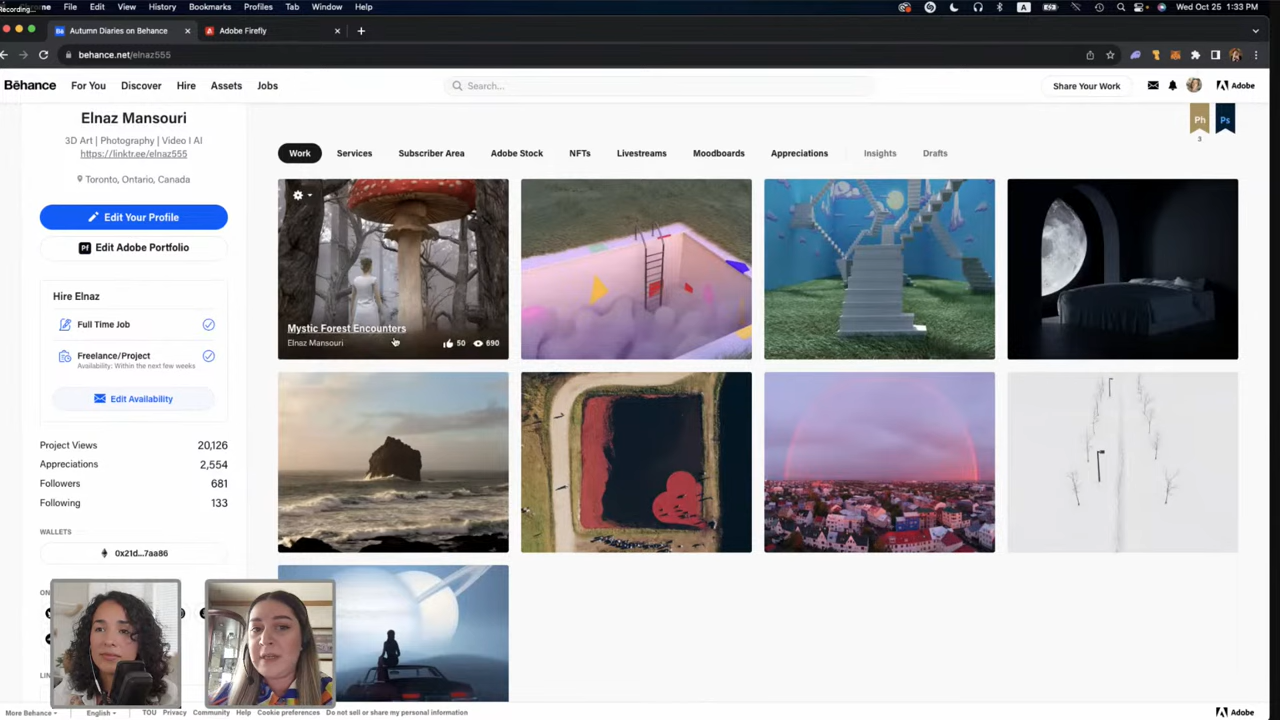 Recording...
File Edit View History Bookmarks Profiles Tab Window Help
A
Wed Oct 25 1:33 PM
Bē Autumn Diaries on Behance
Adobe Firefly
behance.net/elnaz555
Bēhance For You Discover Hire Assets Jobs
Search...
Share Your Work
Adobe
Elnaz Mansouri
3D Art | Photography | Video I AI
https://linktr.ee/elnaz555
Toronto, Ontario, Canada
Edit Your Profile
Pf Edit Adobe Portfolio
Hire Elnaz
Full Time Job
Freelance/Project
Availability: Within the next few weeks
Edit Availability
Project Views 20,126
Appreciations 2,554
Followers 681
Following 133
WALLETS
0x21d...7aa86
ON
LIN
Ph Ps
3
Work Services Subscriber Area Adobe Stock NFTs Livestreams Moodboards Appreciations Insights Drafts
Mystic Forest Encounters
Elnaz Mansouri
50 690
More Behance English TOU Privacy Community Help Cookie preferences Do not sell or share my personal information
Adobe